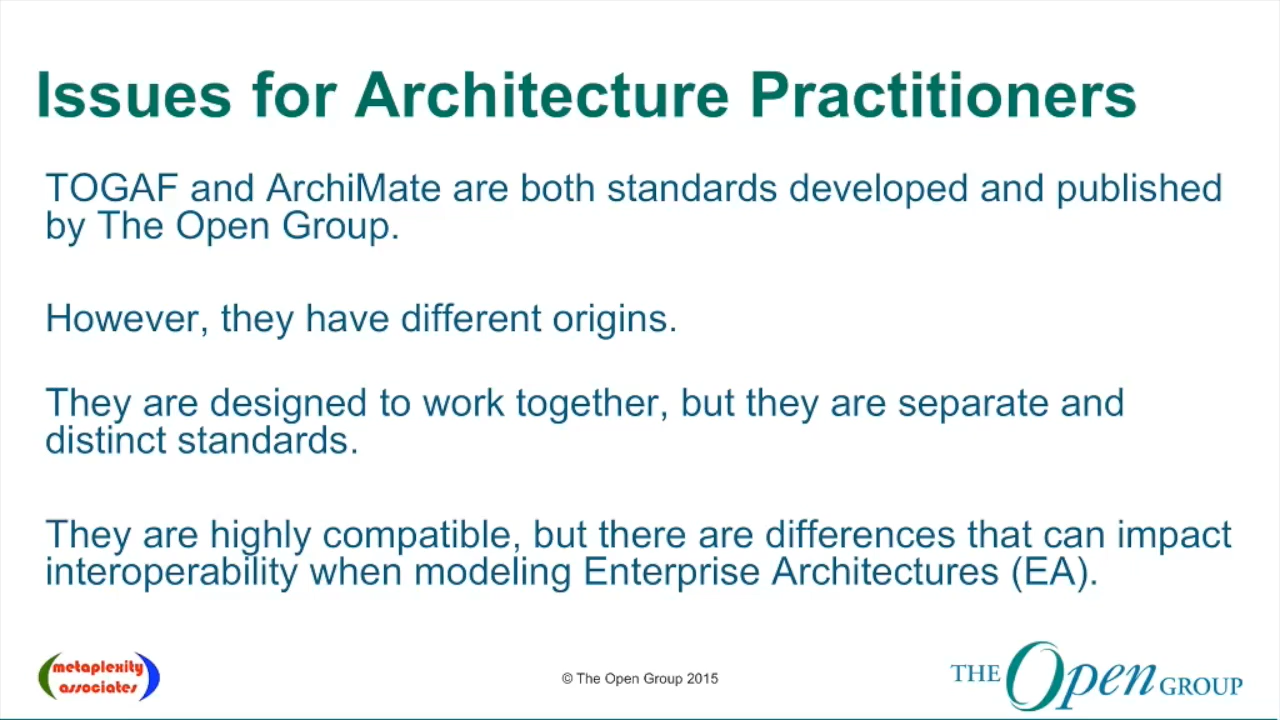 Issues for Architecture Practitioners
TOGAF and ArchiMate are both standards developed and published
by The Open Group.
However, they have different origins.
They are designed to work together, but they are separate and
distinct standards.
They are highly compatible, but there are differences that can impact
interoperability when modeling Enterprise Architectures (EA).
metaplexity
associates
© The Open Group 2015
THE Open GROUP